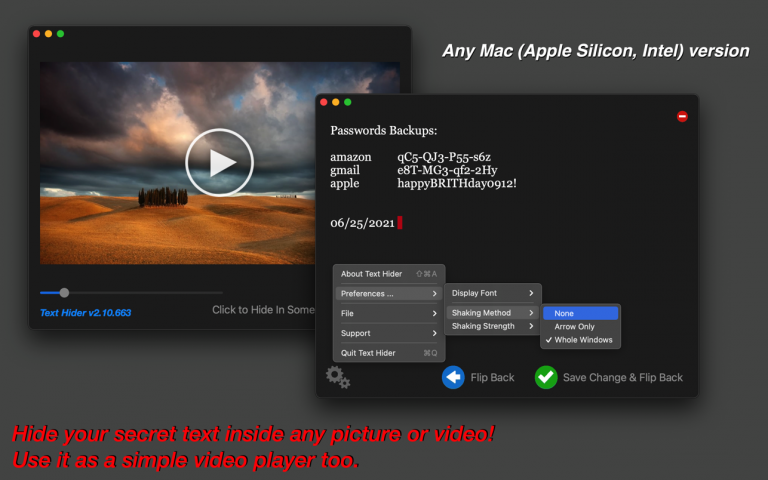 Any Mac (Apple Silicon, Intel) version
Text Hider v2.10.663
Click to Hide In Some
Passwords Backups:
amazon qC5-QJ3-P55-s6z
gmail e8T-MG3-qf2-2Hy
apple happyBRITHday0912!
06/25/2021
About Text Hider ⇧⌘A
Preferences ... >
File >
Support >
Quit Text Hider ⌘Q
Display Font >
Shaking Method >
Shaking Strength >
None
Arrow Only
✓ Whole Windows
Flip Back
Save Change & Flip Back
Hide your secret text inside any picture or video!
Use it as a simple video player too.